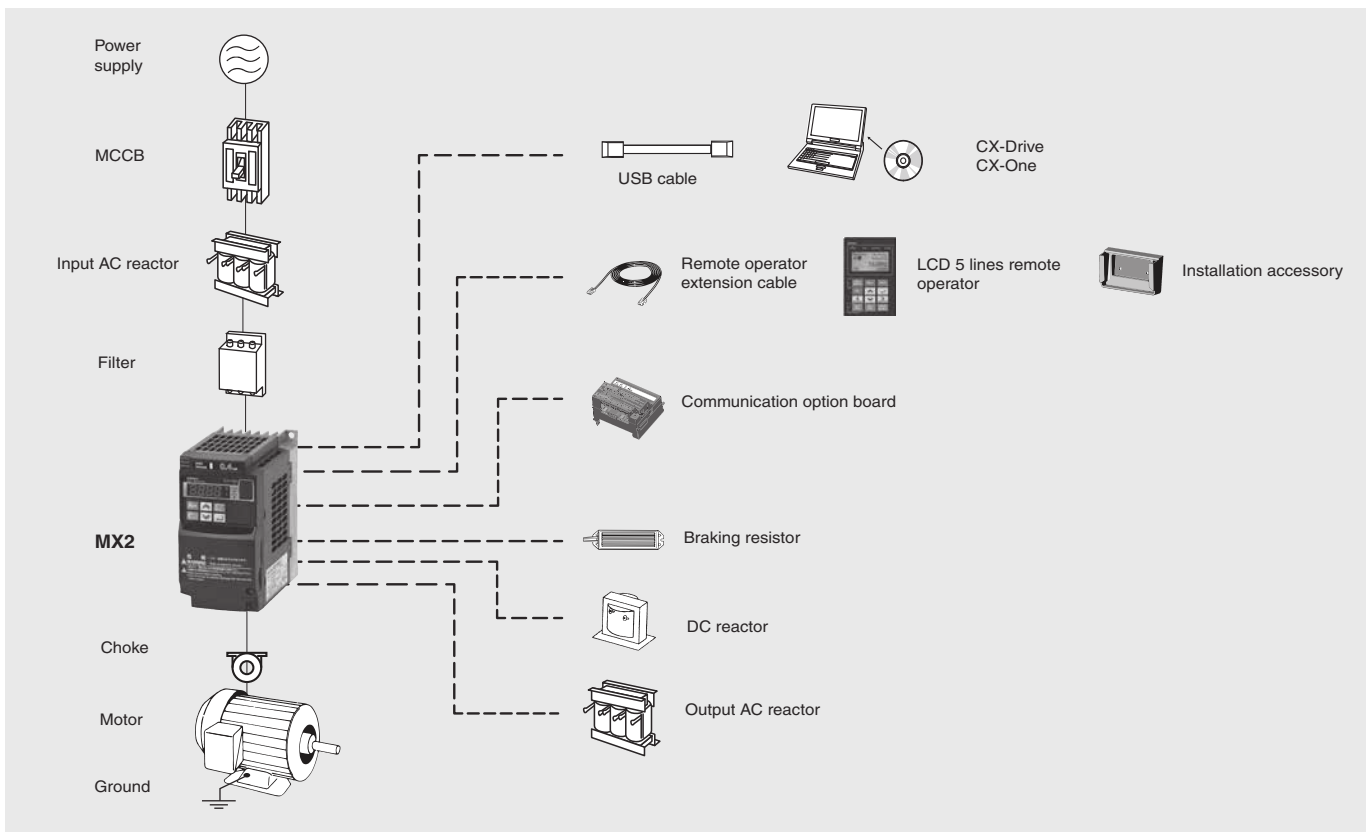 Power
supply
MCCB
Input AC reactor
Filter
MX2
Choke
Motor
Ground
USB cable
CX-Drive
CX-One
Remote operator
extension cable
LCD 5 lines remote
operator
Installation accessory
Communication option board
Braking resistor
DC reactor
Output AC reactor